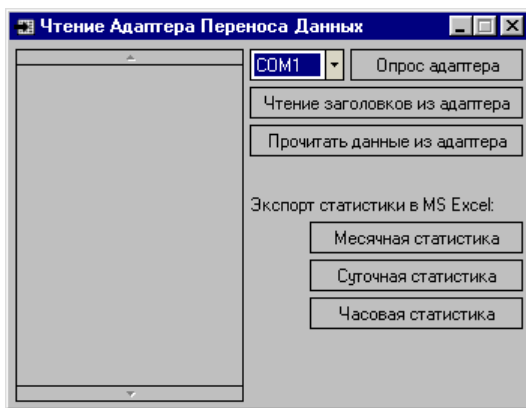 Чтение Адаптера Переноса Данных
COM1
Опрос адаптера
Чтение заголовков из адаптера
Прочитать данные из адаптера
Экспорт статистики в MS Excel:
Месячная статистика
Суточная статистика
Часовая статистика